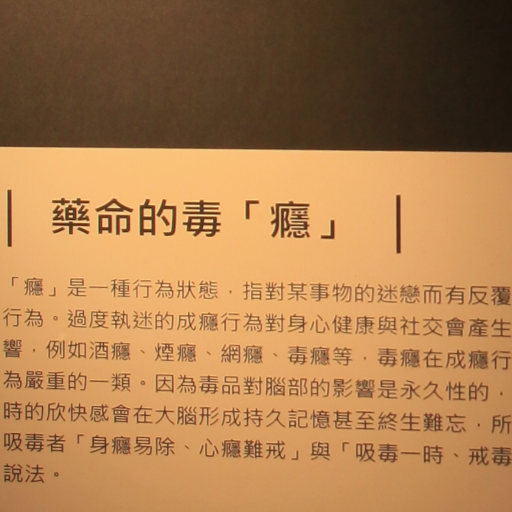 藥命的毒「癮」
「癮」是一種行為狀態，指對某事物的迷戀而有反覆
行為。過度執迷的成癮行為對身心健康與社交會產生
響，例如酒癮、煙癮、網癮、毒癮等，毒癮在成癮行
為嚴重的一類。因為毒品對腦部的影響是永久性的，
時的欣快感會在大腦形成持久記憶甚至終生難忘，所
吸毒者「身癮易除、心癮難戒」與「吸毒一時、戒毒
說法。